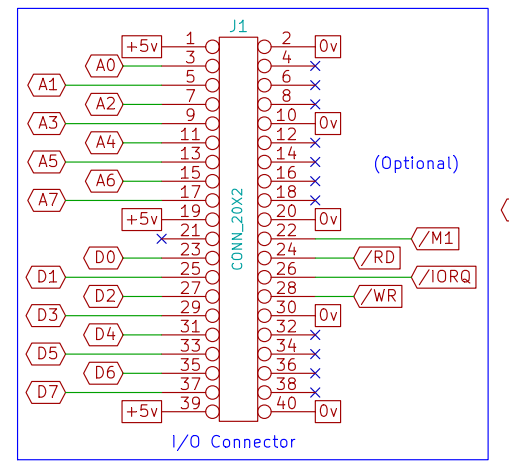 J1
+5v 1 2 0v
A0 3 4
A1 5 6
A2 7 8
A3 9 10 0v
A4 11 12
A5 13 14
(Optional)
A6 15 16
A7 17 18
+5v 19 20 0v
21 22 /M1
D0 23 24 /RD
D1 25 26 /IORQ
D2 27 28 /WR
D3 29 30 0v
D4 31 32
D5 33 34
D6 35 36
D7 37 38
+5v 39 40 0v
CONN_20X2
I/O Connector